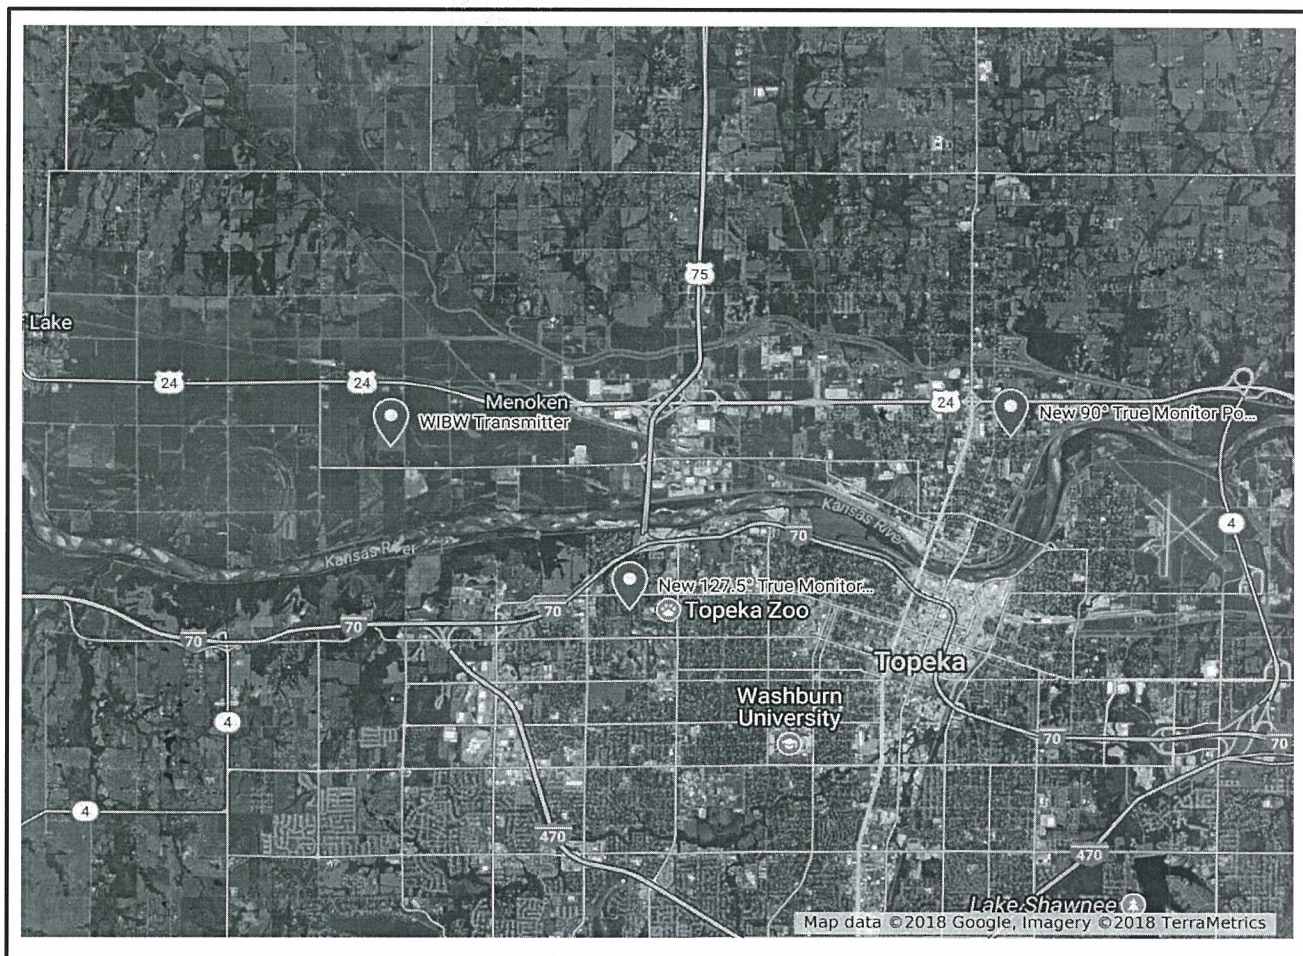 75
Lake
24
24
Menoken
24
WIBW Transmitter
New 90° True Monitor Po...
Kansas River
4
70
Kansas River
New 127.5° True Monitor...
70
Topeka Zoo
70
70
Topeka
Washburn
University
4
70
70
4
470
470
Lake Shawnee
Map data ©2018 Google, Imagery ©2018 TerraMetrics